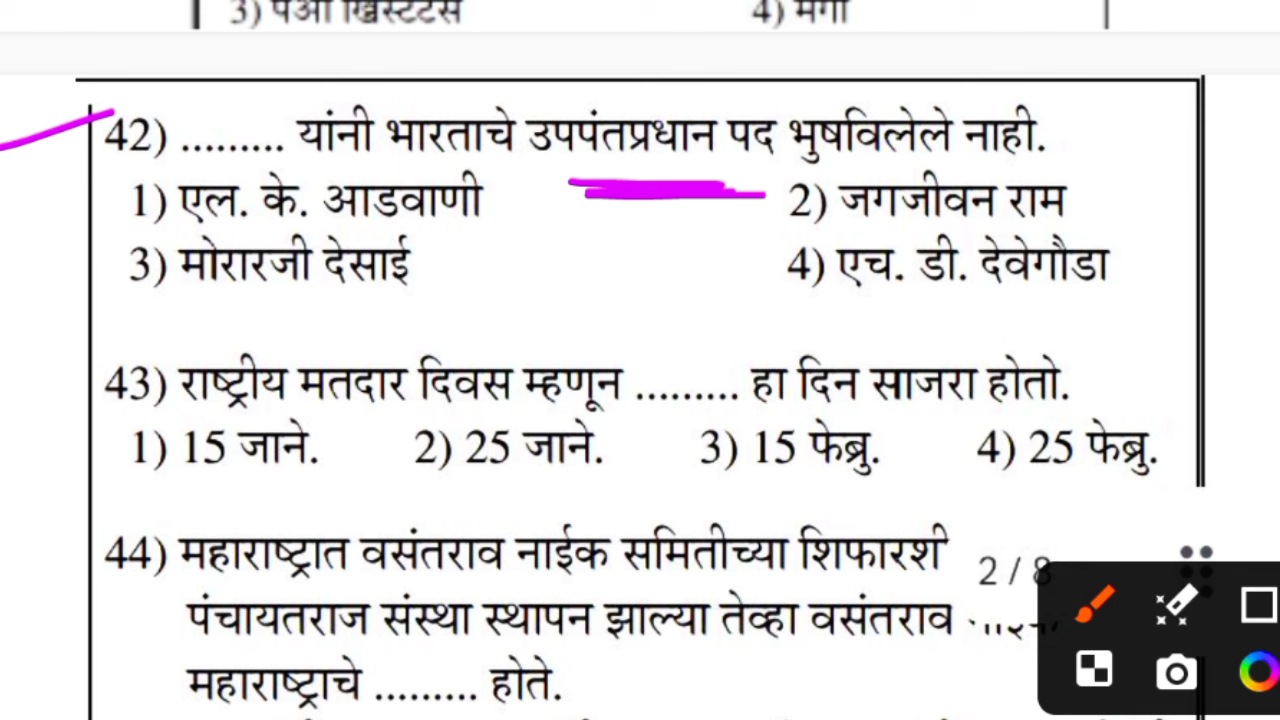 42) ......... यांनी भारताचे उपपंतप्रधान पद भुषविलेले नाही.
1) एल. के. आडवाणी 2) जगजीवन राम
3) मोरारजी देसाई 4) एच. डी. देवेगौडा
43) राष्ट्रीय मतदार दिवस म्हणून ......... हा दिन साजरा होतो.
1) 15 जाने. 2) 25 जाने. 3) 15 फेब्रु. 4) 25 फेब्रु.
44) महाराष्ट्रात वसंतराव नाईक समितीच्या शिफारशी
2 / 8
पंचायतराज संस्था स्थापन झाल्या तेव्हा वसंतराव
महाराष्ट्राचे ......... होते.